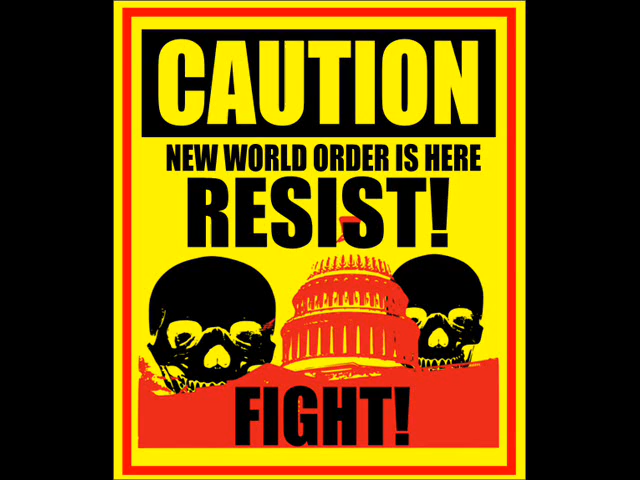 CAUTION
NEW WORLD ORDER IS HERE
RESIST!
FIGHT!